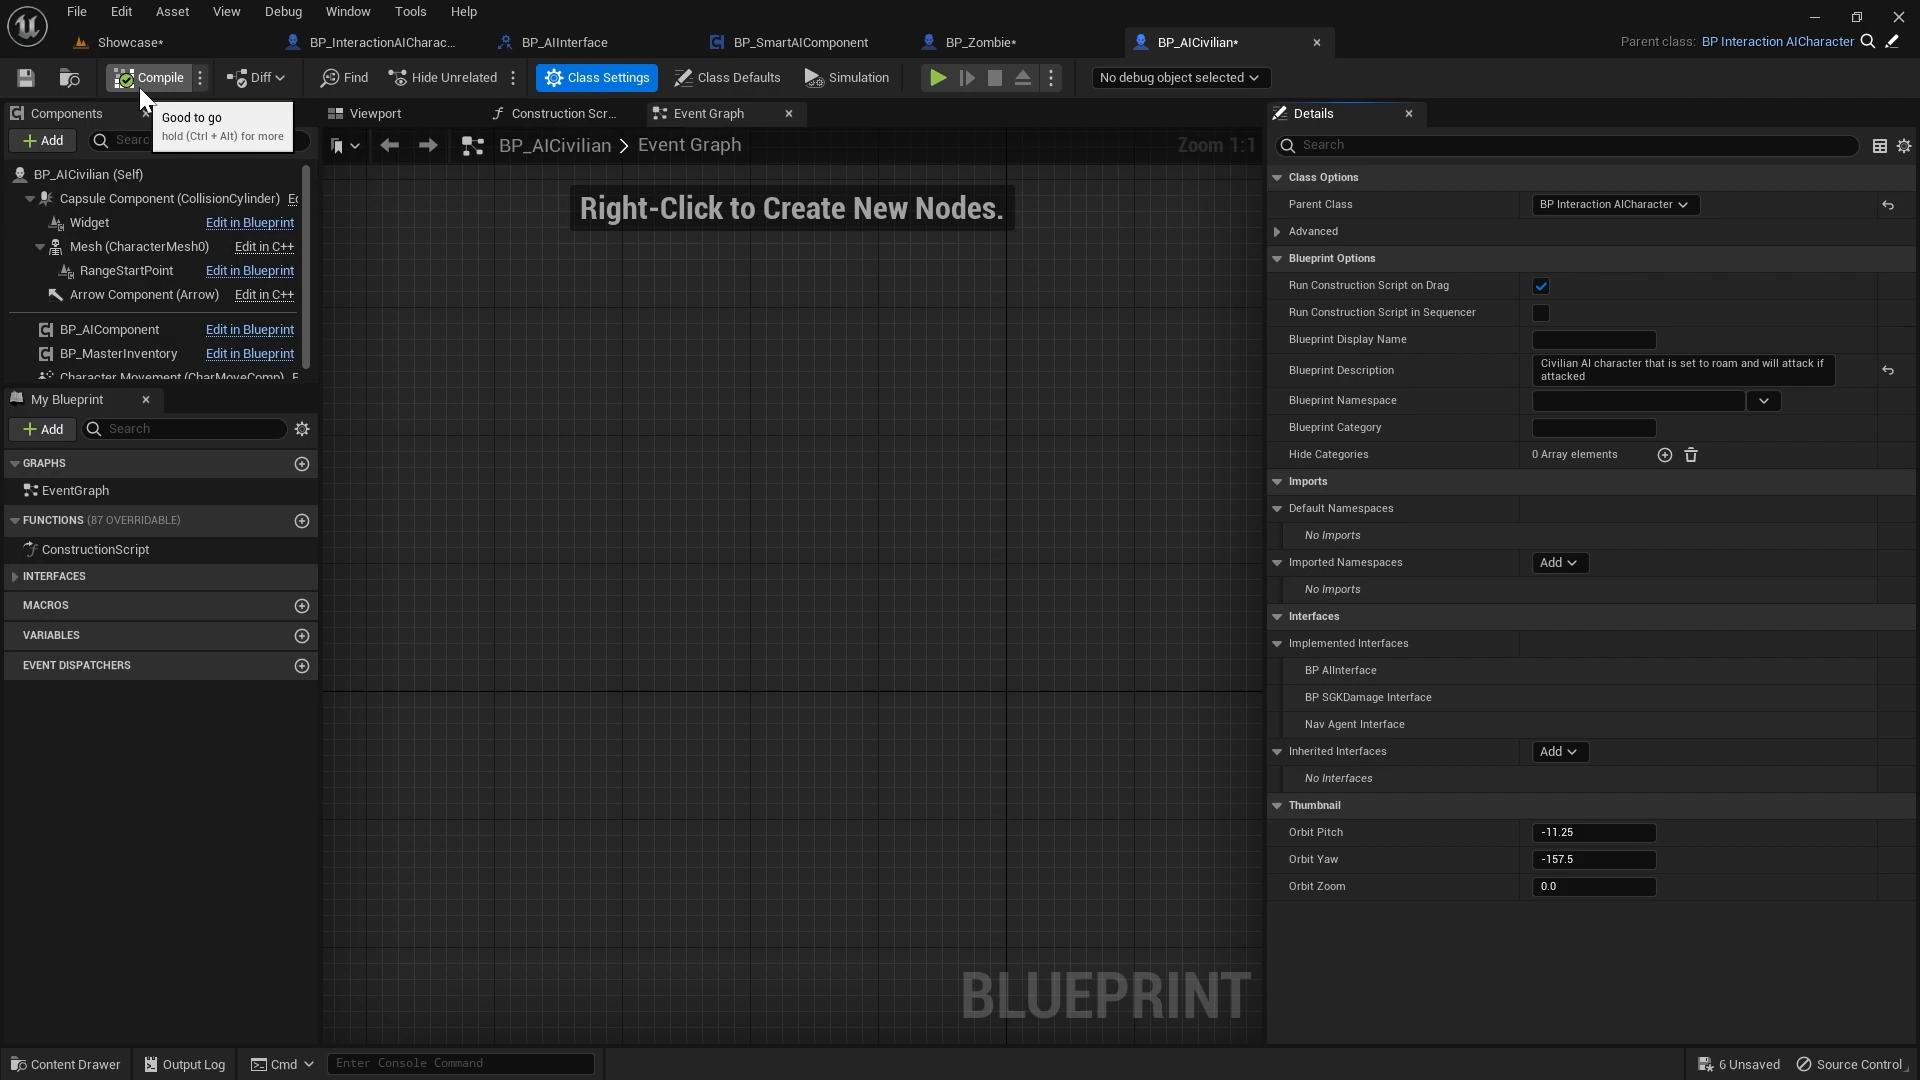 File Edit Asset View Debug Window Tools Help
Showcase* BP_InteractionAICharac... BP_AIInterface BP_SmartAIComponent BP_Zombie* BP_AICivilian* Parent class: BP Interaction AICharacter
Compile Diff Find Hide Unrelated Class Settings Class Defaults Simulation No debug object selected
Components Viewport Construction Scr... Event Graph Details
Good to go
hold (Ctrl + Alt) for more
Add Searc BP_AICivilian > Event Graph Zoom 1:1 Search
Right-Click to Create New Nodes.
BP_AICivilian (Self)
Capsule Component (CollisionCylinder)
Widget Edit in Blueprint
Mesh (CharacterMesh0) Edit in C++
RangeStartPoint Edit in Blueprint
Arrow Component (Arrow) Edit in C++
BP_AIComponent Edit in Blueprint
BP_MasterInventory Edit in Blueprint
Character Movement (CharMoveComp)
My Blueprint
Add Search
GRAPHS
EventGraph
FUNCTIONS (87 OVERRIDABLE)
ConstructionScript
INTERFACES
MACROS
VARIABLES
EVENT DISPATCHERS
Class Options
Parent Class BP Interaction AICharacter
Advanced
Blueprint Options
Run Construction Script on Drag
Run Construction Script in Sequencer
Blueprint Display Name
Blueprint Description Civilian AI character that is set to roam and will attack if
attacked
Blueprint Namespace
Blueprint Category
Hide Categories 0 Array elements
Imports
Default Namespaces
No Imports
Imported Namespaces Add
No Imports
Interfaces
Implemented Interfaces
BP AIInterface
BP SGKDamage Interface
Nav Agent Interface
Inherited Interfaces Add
No Interfaces
Thumbnail
Orbit Pitch -11.25
Orbit Yaw -157.5
Orbit Zoom 0.0
BLUEPRINT
Content Drawer Output Log Cmd Enter Console Command 6 Unsaved Source Control